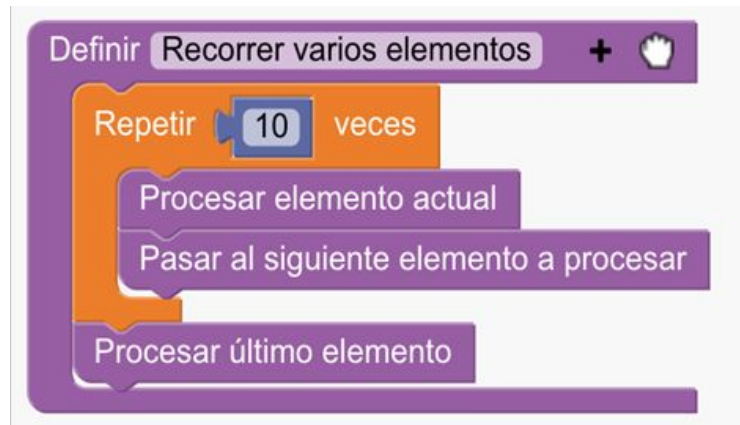 Definir Recorrer varios elementos +
Repetir 10 veces
Procesar elemento actual
Pasar al siguiente elemento a procesar
Procesar último elemento